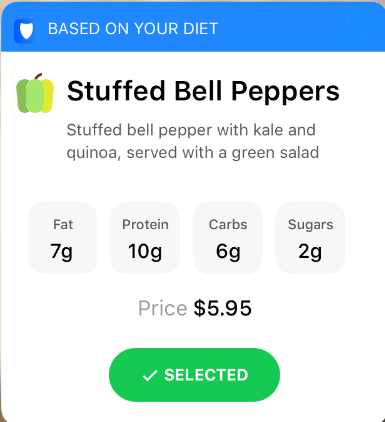 BASED ON YOUR DIET
Stuffed Bell Peppers
Stuffed bell pepper with kale and
quinoa, served with a green salad
Fat Protein Carbs Sugars
7g 10g 6g 2g
Price $5.95
SELECTED